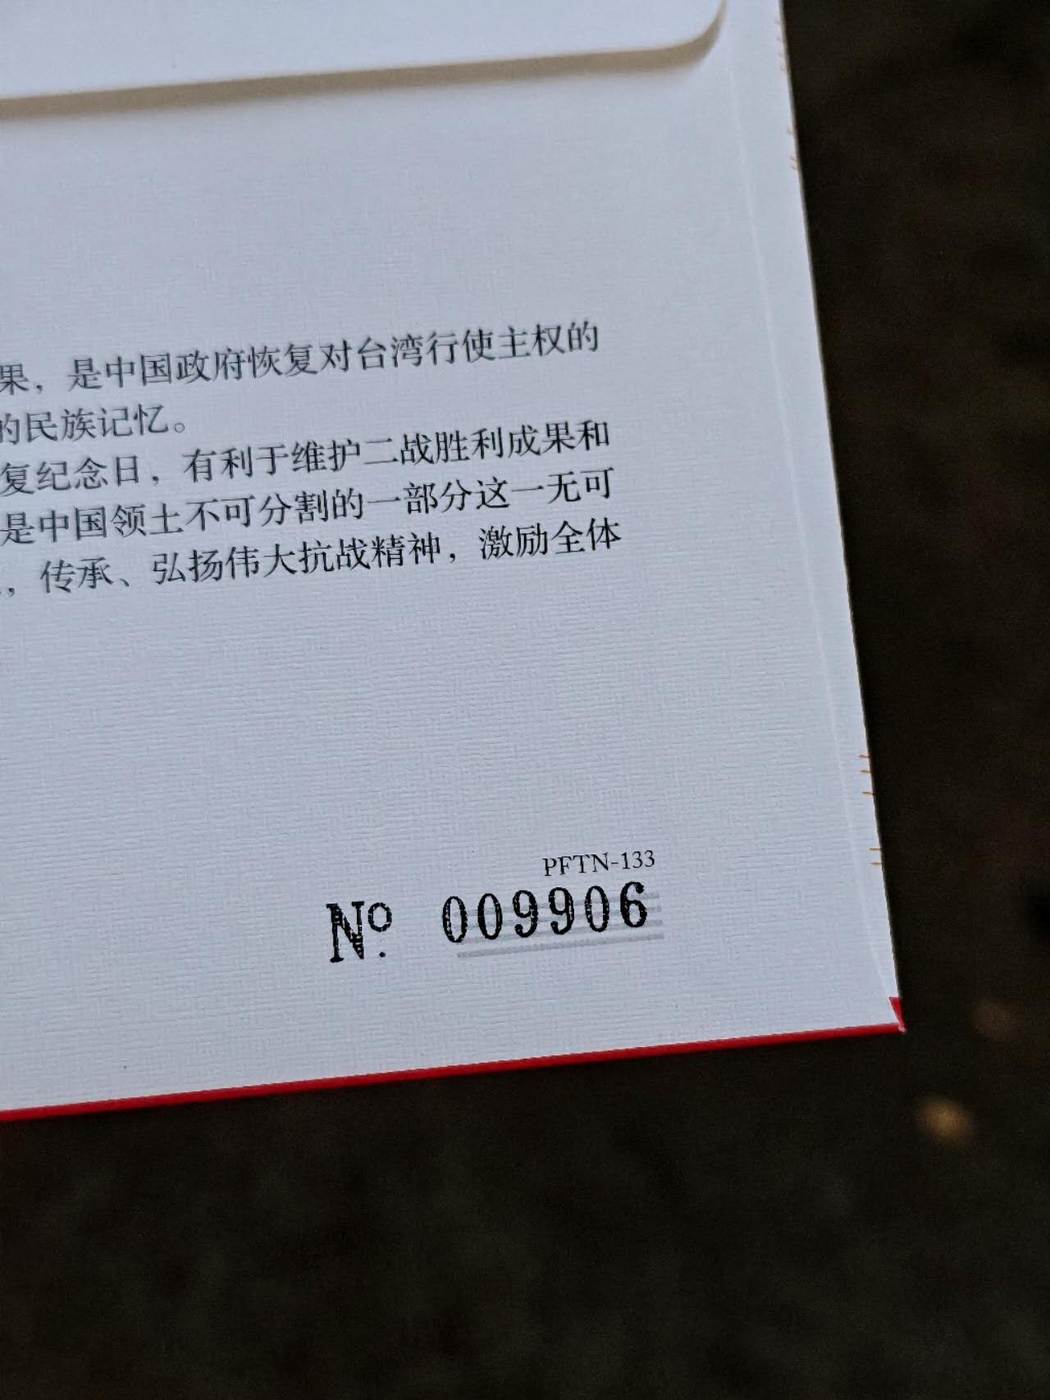 果，是中国政府恢复对台湾行使主权的
的民族记忆。
复纪念日，有利于维护二战胜利成果和
是中国领土不可分割的一部分这一无可
，传承、弘扬伟大抗战精神，激励全体
PFTN-133
Nº. 009906